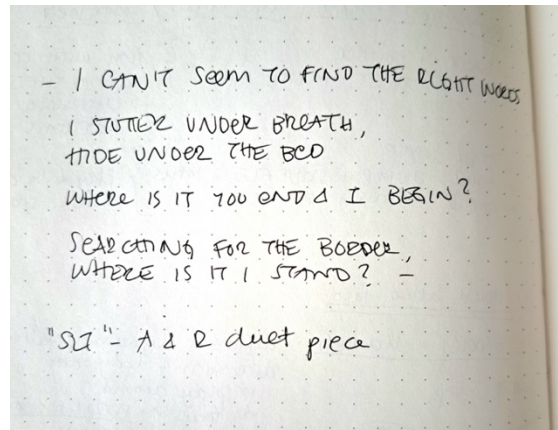 - I CAN'T Seem TO FIND THE RIGHT WORDS
I STUTTER UNDER BREATH,
HIDE UNDER THE BED
WHERE IS IT YOU END & I BEGIN?
SEARCHING FOR THE BORDER,
WHERE IS IT I STAND? -
- A & R duet piece